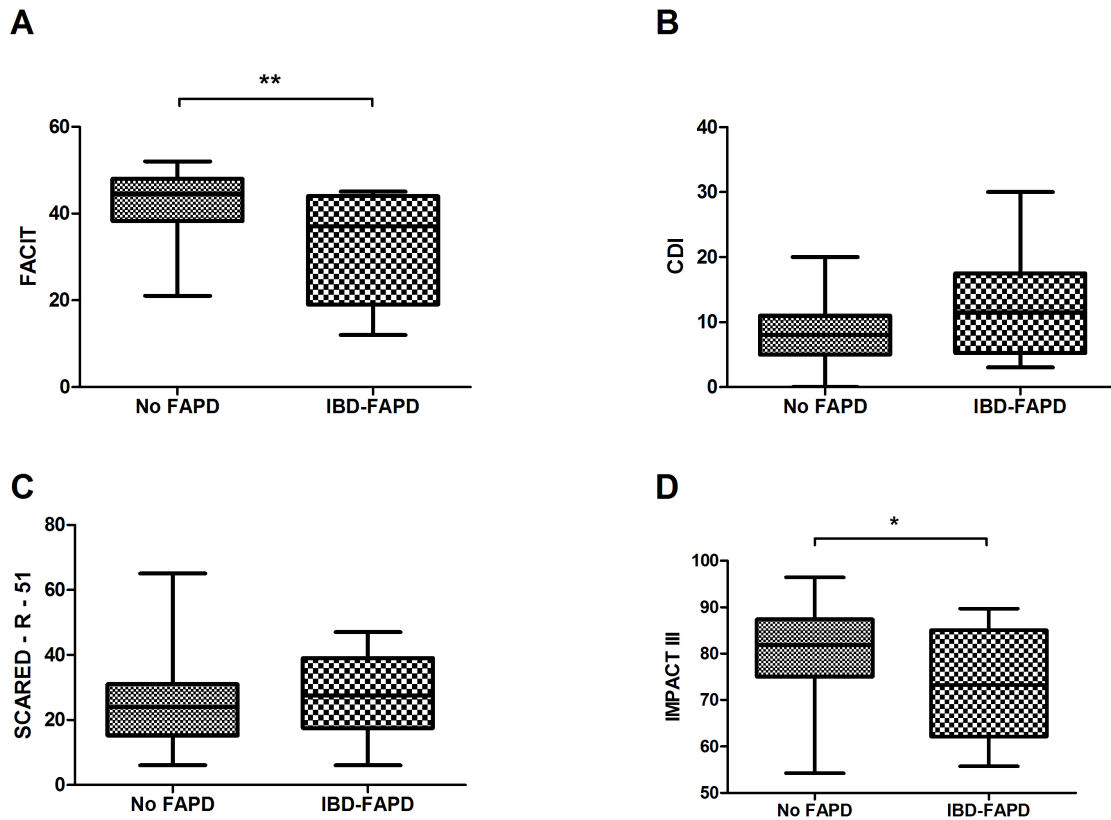 A
**
FACIT
60
40
20
0
No FAPD IBD-FAPD
B
CDI
40
30
20
10
0
No FAPD IBD-FAPD
C
SCARED - R - 51
80
60
40
20
0
No FAPD IBD-FAPD
D
*
IMPACT III
100
90
80
70
60
50
No FAPD IBD-FAPD